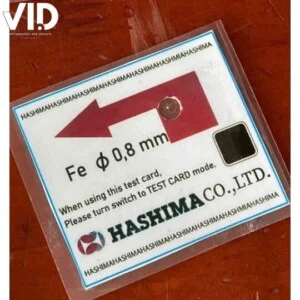 VID
HASHIMAHASHIMAHASHIMAHASHIMAHASHIMA
Fe φ0,8 mm
When using this test card,
Please turn switch to TEST CARD mode.
HASHIMA CO.,LTD.
HASHIMAHASHIMAHASHIMAHASHIMAHASHIMA